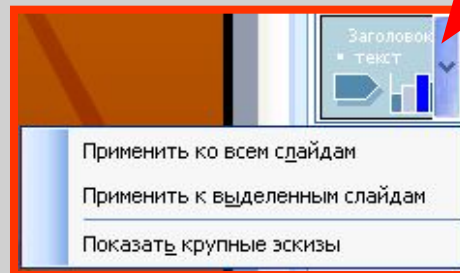 Заголовок
▪ текст
Применить ко всем слайдам
Применить к выделенным слайдам
Показать крупные эскизы